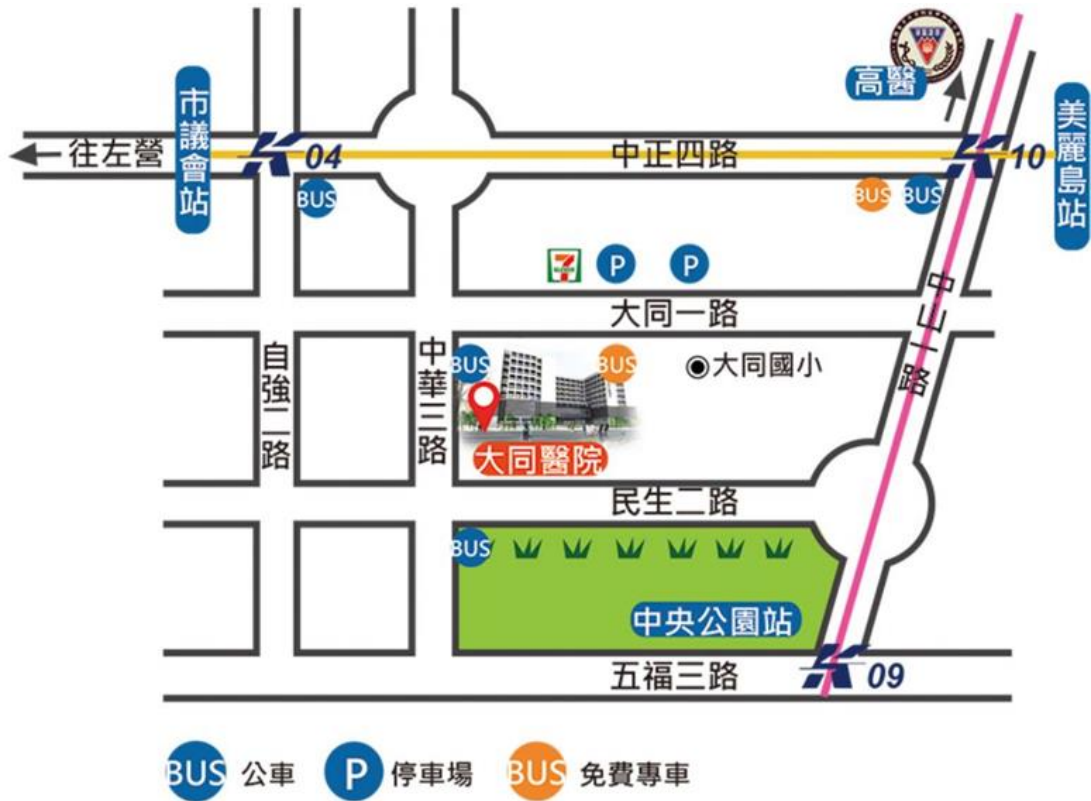 高醫
市議會站
美麗島站
往左營
04
中正四路
10
BUS
BUS
BUS
7
P
P
大同一路
中山一路
自強二路
中華三路
BUS
BUS
大同國小
大同醫院
民生二路
BUS
中央公園站
五福三路
09
BUS 公車
P 停車場
BUS 免費專車